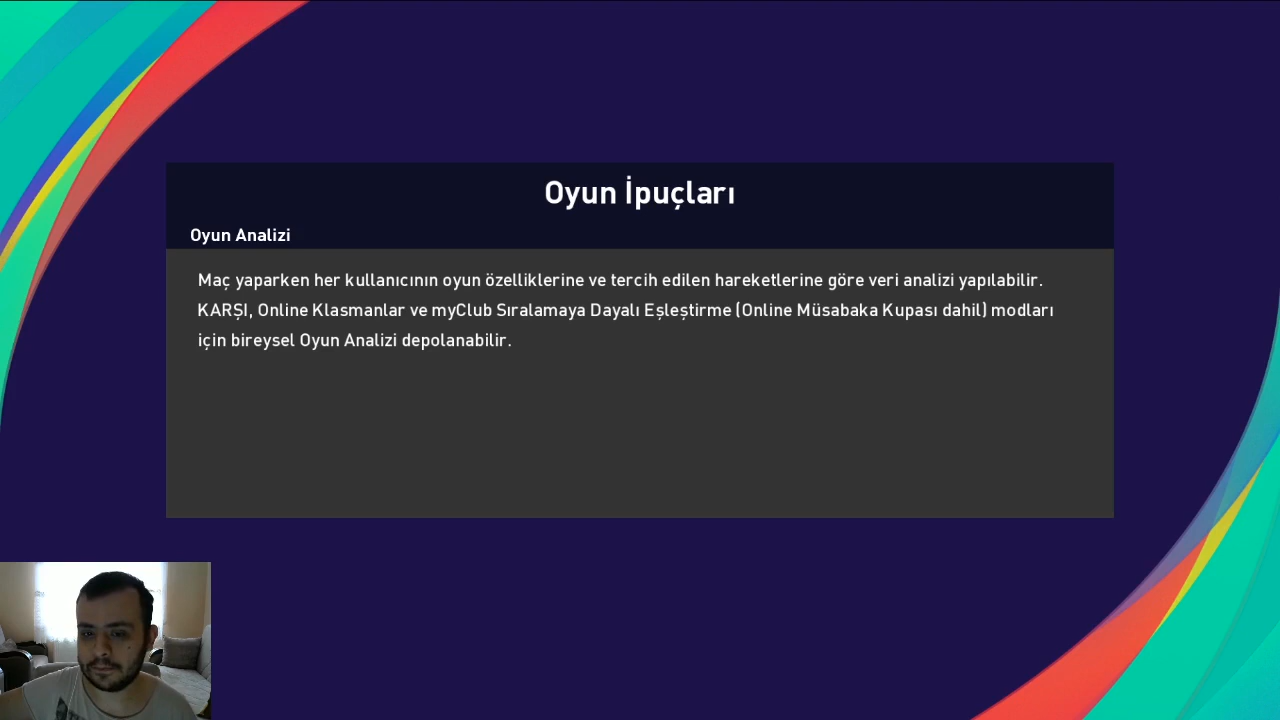 Oyun İpuçları
Oyun Analizi
Maç yaparken her kullanıcının oyun özelliklerine ve tercih edilen hareketlerine göre veri analizi yapılabilir.
KARŞI, Online Klasmanlar ve myClub Sıralamaya Dayalı Eşleştirme (Online Müsabaka Kupası dahil) modları
için bireysel Oyun Analizi depolanabilir.